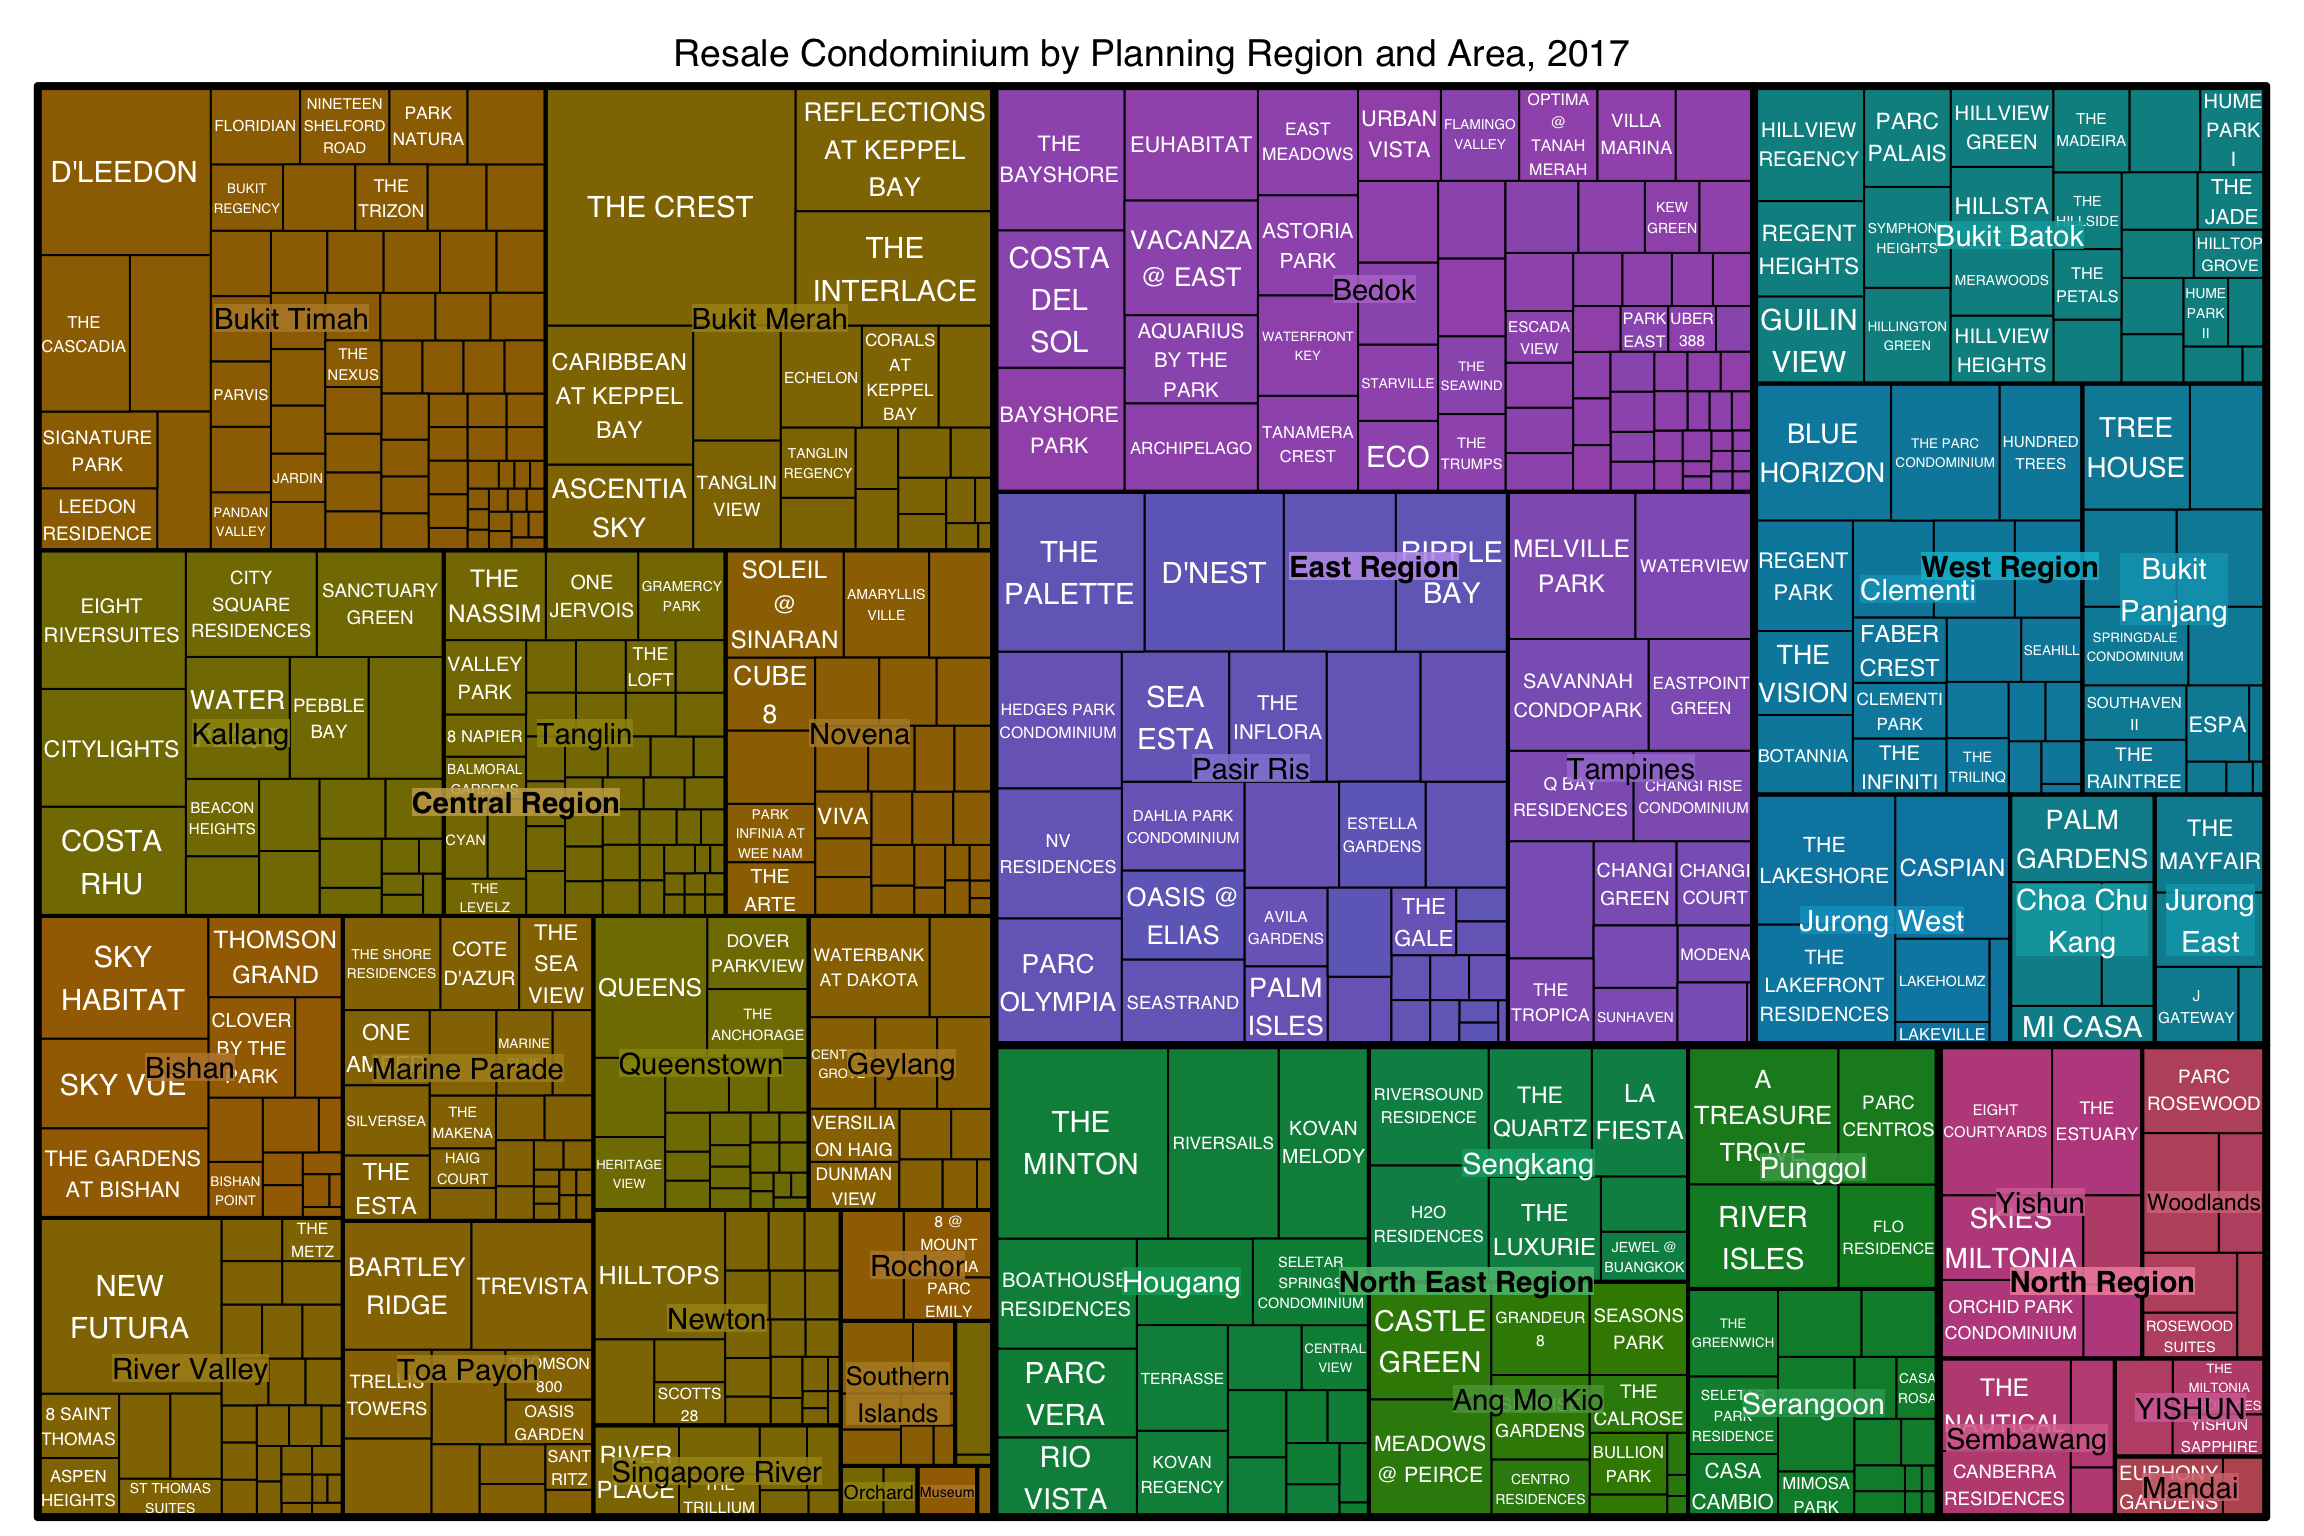 Resale Condominium by Planning Region and Area, 2017
D'LEEDON
FLORIDIAN
NINETEEN
SHELFORD
ROAD
PARK
NATURA
BUKIT
REGENCY
THE
TRIZON
THE
CASCADIA
Bukit Timah
THE
NEXUS
PARVIS
SIGNATURE
PARK
JARDIN
LEEDON
RESIDENCE
PANDAN
VALLEY
THE CREST
REFLECTIONS
AT KEPPEL
BAY
THE
INTERLACE
Bukit Merah
CARIBBEAN
AT KEPPEL
BAY
ECHELON
CORALS
AT
KEPPEL
BAY
TANGLIN
REGENCY
ASCENTIA
SKY
TANGLIN
VIEW
EIGHT
RIVERSUITES
CITY
SQUARE
RESIDENCES
SANCTUARY
GREEN
WATER
PEBBLE
BAY
Kallang
CITYLIGHTS
BEACON
HEIGHTS
COSTA
RHU
THE
NASSIM
ONE
JERVOIS
GRAMERCY
PARK
VALLEY
PARK
THE
LOFT
8 NAPIER
Tanglin
BALMORAL
GARDENS
Central Region
CYAN
THE
LEVELZ
SOLEIL
@
SINARAN
AMARYLLIS
VILLE
CUBE
8
Novena
PARK
INFINIA AT
WEE NAM
VIVA
THE
ARTE
SKY
HABITAT
THOMSON
GRAND
CLOVER
BY THE
PARK
Bishan
SKY VUE
THE GARDENS
AT BISHAN
BISHAN
POINT
THE SHORE
RESIDENCES
COTE
D'AZUR
THE
SEA
VIEW
ONE
MARINE
Marine Parade
SILVERSEA
THE
MAKENA
HAIG
COURT
THE
ESTA
QUEENS
DOVER
PARKVIEW
THE
ANCHORAGE
Queenstown
HERITAGE
VIEW
WATERBANK
AT DAKOTA
Geylang
VERSILIA
ON HAIG
DUNMAN
VIEW
NEW
FUTURA
THE
METZ
River Valley
8 SAINT
THOMAS
ASPEN
HEIGHTS
ST THOMAS
SUITES
BARTLEY
RIDGE
TREVISTA
Toa Payoh
THOMSON
800
TRELLIS
TOWERS
OASIS
GARDEN
SANT
RITZ
HILLTOPS
Newton
SCOTTS
28
RIVER
PLACE
Singapore River
THE
TRILLIUM
8 @
MOUNT
Rochor
PARC
EMILY
Southern
Islands
Orchard
Museum
THE
BAYSHORE
EUHABITAT
EAST
MEADOWS
URBAN
VISTA
FLAMINGO
VALLEY
OPTIMA
@
TANAH
MERAH
VILLA
MARINA
COSTA
DEL
SOL
VACANZA
@ EAST
ASTORIA
PARK
KEW
GREEN
Bedok
AQUARIUS
BY THE
PARK
WATERFRONT
KEY
ESCADA
VIEW
PARK
EAST
UBER
388
BAYSHORE
PARK
STARVILLE
THE
SEAWIND
ARCHIPELAGO
TANAMERA
CREST
ECO
THE
TRUMPS
THE
PALETTE
D'NEST
RIPPLE
BAY
East Region
MELVILLE
PARK
WATERVIEW
HEDGES PARK
CONDOMINIUM
SEA
ESTA
THE
INFLORA
Pasir Ris
SAVANNAH
CONDOPARK
EASTPOINT
GREEN
Tampines
Q BAY
RESIDENCES
CHANGI RISE
CONDOMINIUM
NV
RESIDENCES
DAHLIA PARK
CONDOMINIUM
ESTELLA
GARDENS
OASIS @
ELIAS
AVILA
GARDENS
THE
GALE
CHANGI
GREEN
CHANGI
COURT
PARC
OLYMPIA
SEASTRAND
PALM
ISLES
MODENA
THE
TROPICA
SUNHAVEN
HILLVIEW
REGENCY
PARC
PALAIS
HILLVIEW
GREEN
THE
MADEIRA
HUME
PARK
I
REGENT
HEIGHTS
SYMPHONY
HEIGHTS
HILLSTA
THE
HILLSIDE
THE
JADE
Bukit Batok
HILLTOP
GROVE
MERAWOODS
THE
PETALS
HUME
PARK
II
GUILIN
VIEW
HILLINGTON
GREEN
HILLVIEW
HEIGHTS
BLUE
HORIZON
THE PARC
CONDOMINIUM
HUNDRED
TREES
TREE
HOUSE
REGENT
PARK
Clementi
West Region
Bukit
Panjang
FABER
CREST
SEAHILL
SPRINGDALE
CONDOMINIUM
THE
VISION
CLEMENTI
PARK
SOUTHAVEN
II
ESPA
BOTANNIA
THE
INFINITI
THE
TRILINQ
THE
RAINTREE
THE
LAKESHORE
CASPIAN
Jurong West
THE
LAKEFRONT
RESIDENCES
LAKEHOLMZ
LAKEVILLE
PALM
GARDENS
Choa Chu
Kang
MI CASA
THE
MAYFAIR
Jurong
East
J
GATEWAY
THE
MINTON
RIVERSAILS
KOVAN
MELODY
BOATHOUSE
RESIDENCES
Hougang
SELETAR
SPRINGS
CONDOMINIUM
PARC
VERA
TERRASSE
CENTRAL
VIEW
RIO
VISTA
KOVAN
REGENCY
RIVERSOUND
RESIDENCE
THE
QUARTZ
LA
FIESTA
Sengkang
H2O
RESIDENCES
THE
LUXURIE
JEWEL @
BUANGKOK
North East Region
CASTLE
GREEN
GRANDEUR
8
SEASONS
PARK
Ang Mo Kio
GARDENS
THE
CALROSE
MEADOWS
@ PEIRCE
CENTRO
RESIDENCES
BULLION
PARK
A
TREASURE
TROVE
PARC
CENTROS
Punggol
RIVER
ISLES
FLO
RESIDENCE
THE
GREENWICH
SELETAR
PARK
RESIDENCE
CASA
ROSA
Serangoon
CASA
CAMBIO
MIMOSA
PARK
EIGHT
COURTYARDS
THE
ESTUARY
Yishun
SKIES
MILTONIA
ORCHID PARK
CONDOMINIUM
North Region
PARC
ROSEWOOD
Woodlands
ROSEWOOD
SUITES
THE
NAUTICAL
Sembawang
CANBERRA
RESIDENCES
THE
MILTONIA
YISHUN
YISHUN
SAPPHIRE
EUPHONY
GARDENS
Mandai